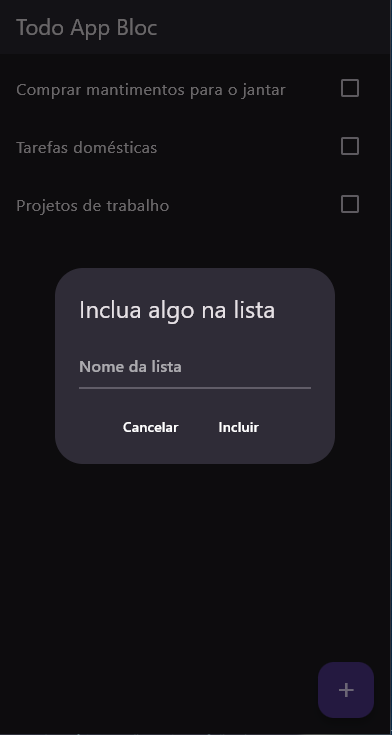 Todo App Bloc
Comprar mantimentos para o jantar
Tarefas domésticas
Projetos de trabalho
Inclua algo na lista
Nome da lista
Cancelar Incluir
+